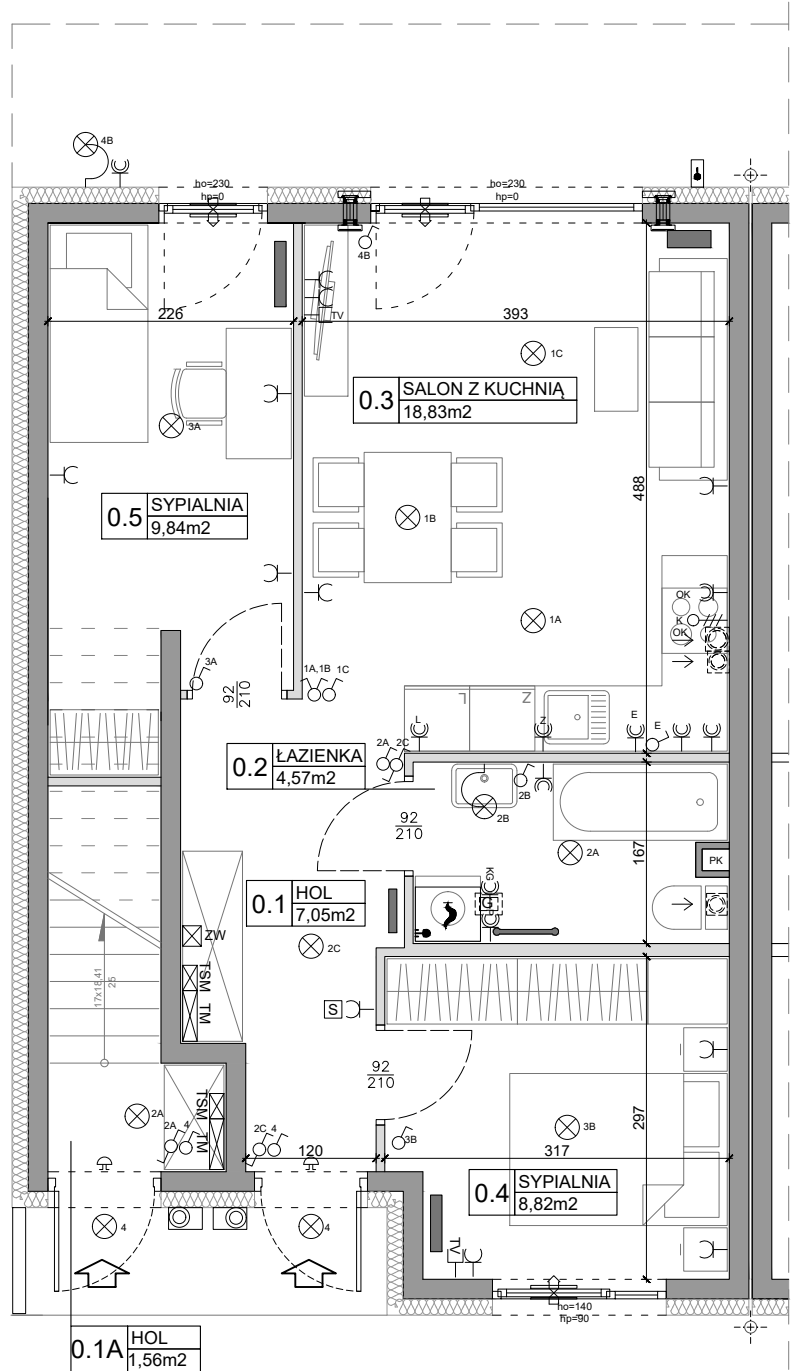 4B
ho=230
hp=0
ho=230
hp=0
4B
226
393
TV
1C
0.3 SALON Z KUCHNIĄ
18,83m2
3A
488
0.5 SYPIALNIA
9,84m2
1B
OK
K
OK
1A
3A
1A,1B 1C
92
210
L
Z
L
Z
E
E
0.2 ŁAZIENKA
4,57m2
2A 2C
2B
2B
92
210
2A
167
PK
KG
G
0.1 HOL
7,05m2
ZW
2C
TSM
TM
17x18,41
25
S
92
210
297
TSM
TM
2A
2A 4
2C 4
3B
3B
120
317
0.4 SYPIALNIA
8,82m2
4
4
TV
ho=140
hp=90
0.1A HOL
1,56m2